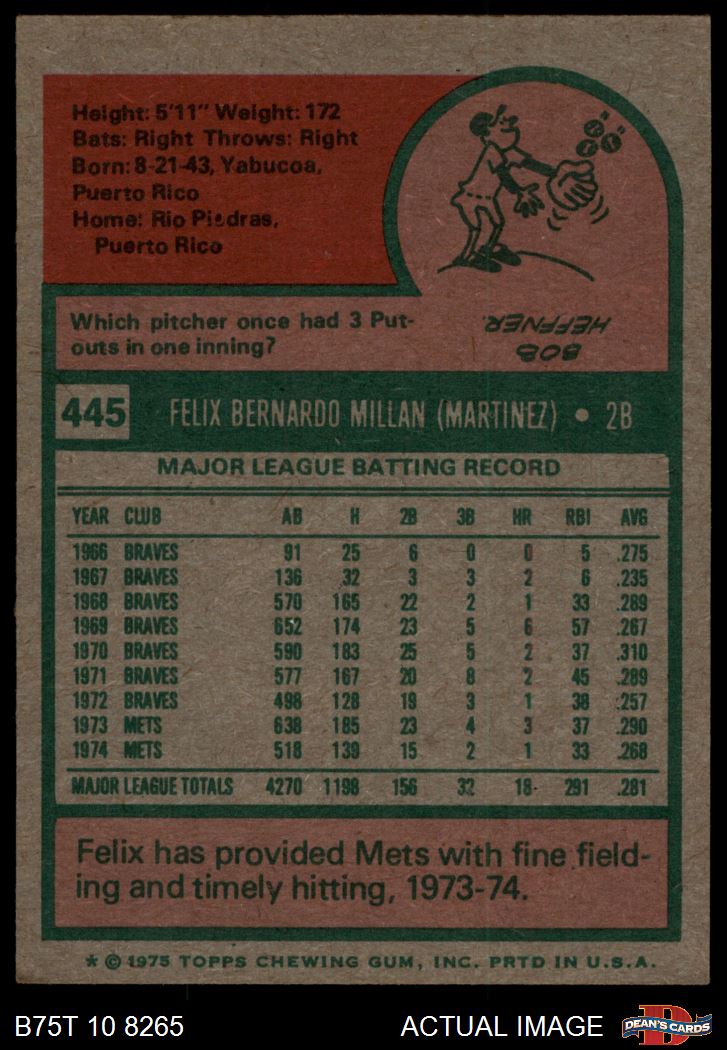 Height: 5'11" Weight: 172
Bats: Right Throws: Right
Born: 8-21-43, Yabucoa,
Puerto Rico
Home: Rio Piedras,
Puerto Rico
Which pitcher once had 3 Put-
outs in one inning?
BOB
HEFFNER.
445 FELIX BERNARDO MILLAN (MARTINEZ) • 2B
MAJOR LEAGUE BATTING RECORD
YEAR CLUB AB H 2B 3B HR RBI AVG
1966 BRAVES 91 25 6 0 0 5 .275
1967 BRAVES 136 32 3 3 2 6 .235
1968 BRAVES 570 165 22 2 1 33 .289
1969 BRAVES 652 174 23 5 6 57 .267
1970 BRAVES 590 183 25 5 2 37 .310
1971 BRAVES 577 167 20 8 2 45 .289
1972 BRAVES 498 128 19 3 1 38 .257
1973 METS 638 185 23 4 3 37 .290
1974 METS 518 139 15 2 1 33 .268
MAJOR LEAGUE TOTALS 4270 1198 156 32 18 291 .281
Felix has provided Mets with fine field-
ing and timely hitting, 1973-74.
* © 1975 TOPPS CHEWING GUM, INC. PRTD IN U.S.A.
B75T 10 8265 ACTUAL IMAGE DEAN'S CARDS